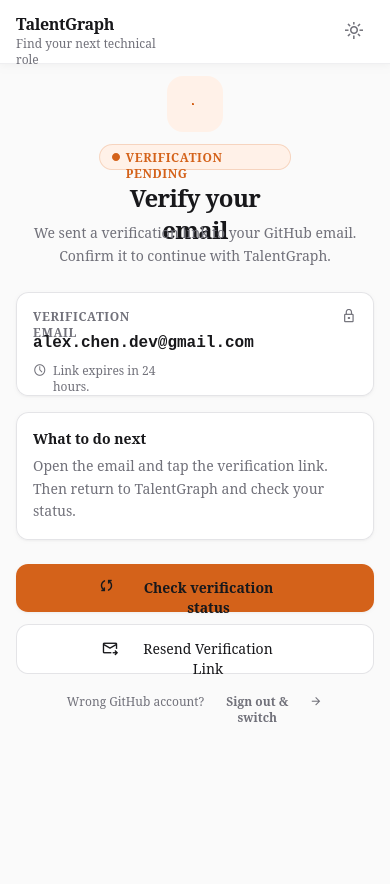 TalentGraph
Find your next technical
role
VERIFICATION
PENDING
Verify your
email
We sent a verification link to your GitHub email.
Confirm it to continue with TalentGraph.
VERIFICATION
EMAIL
alex.chen.dev@gmail.com
Link expires in 24
hours.
What to do next
Open the email and tap the verification link.
Then return to TalentGraph and check your
status.
Check verification
status
Resend Verification
Link
Wrong GitHub account?
Sign out &
switch